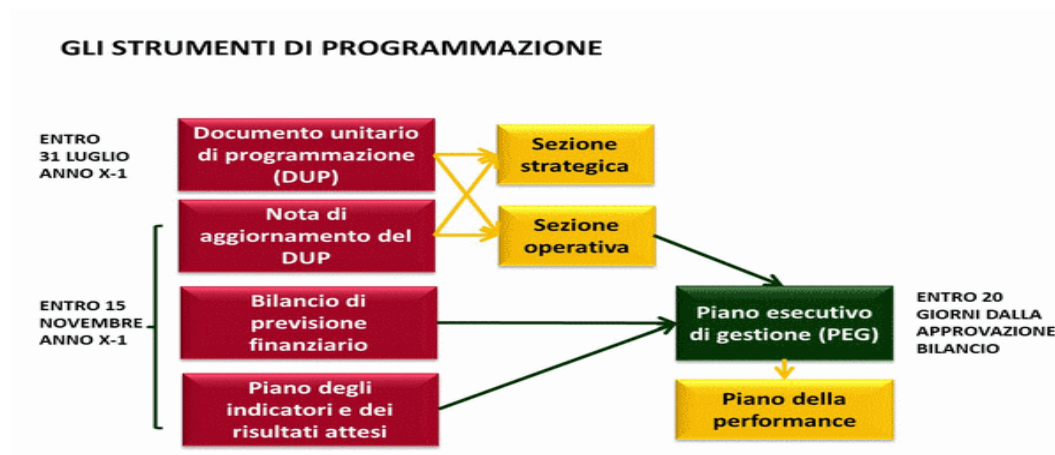 GLI STRUMENTI DI PROGRAMMAZIONE
ENTRO
31 LUGLIO
ANNO X-1
Documento unitario
di programmazione
(DUP)
Sezione
strategica
Nota di
aggiornamento del
DUP
Sezione
operativa
ENTRO 15
NOVEMBRE
ANNO X-1
Bilancio di
previsione
finanziario
Piano esecutivo
di gestione (PEG)
ENTRO 20
GIORNI DALLA
APPROVAZIONE
BILANCIO
Piano degli
indicatori e dei
risultati attesi
Piano della
performance